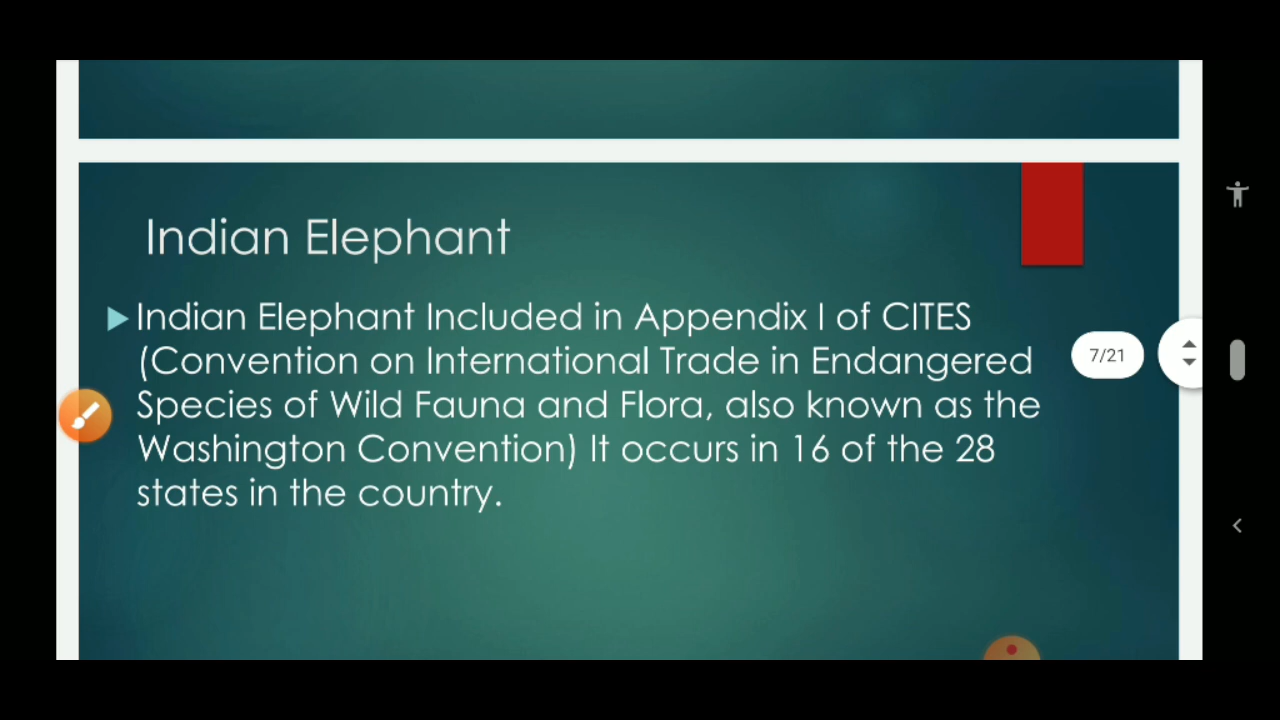 Indian Elephant
Indian Elephant Included in Appendix I of CITES
(Convention on International Trade in Endangered
7/21
Species of Wild Fauna and Flora, also known as the
Washington Convention) It occurs in 16 of the 28
states in the country.